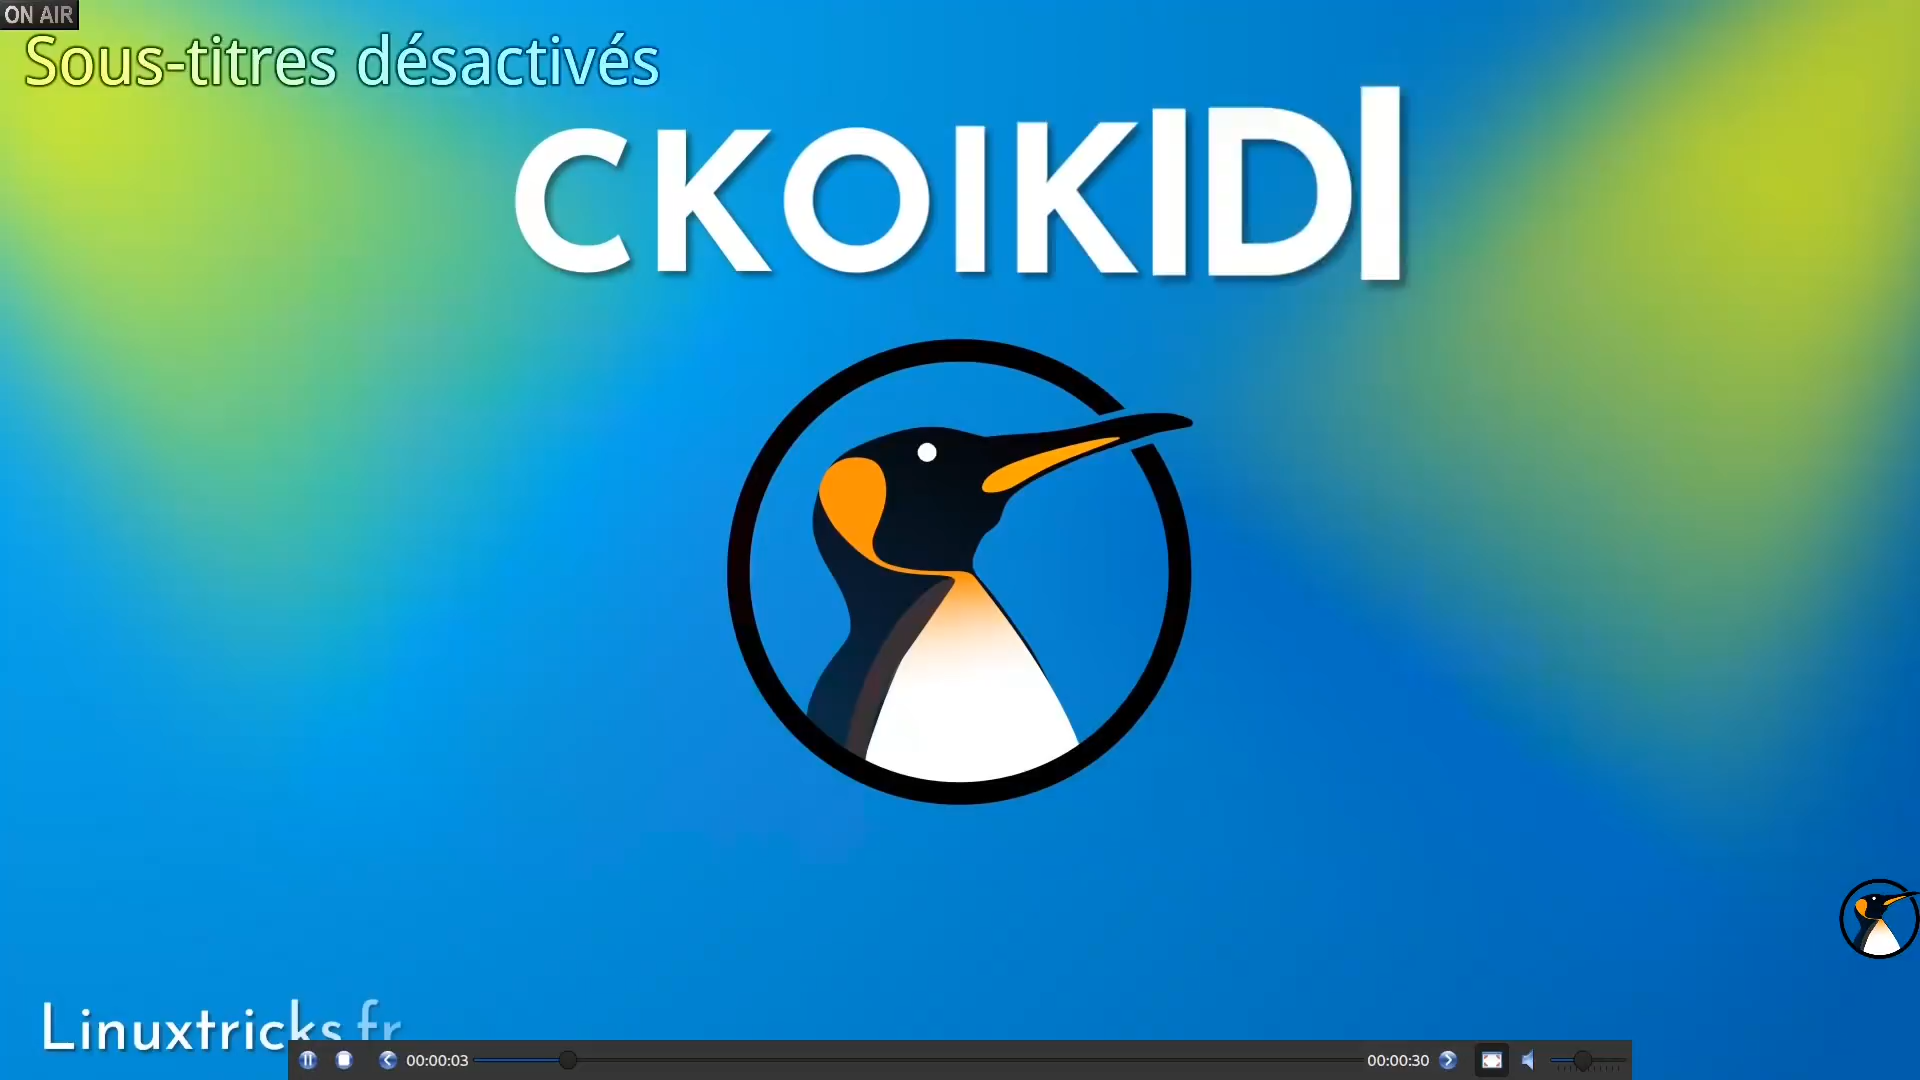 ON AIR
Sous-titres désactivés
CKOIKIDI
Linuxtricks.fr
00:00:03
00:00:30